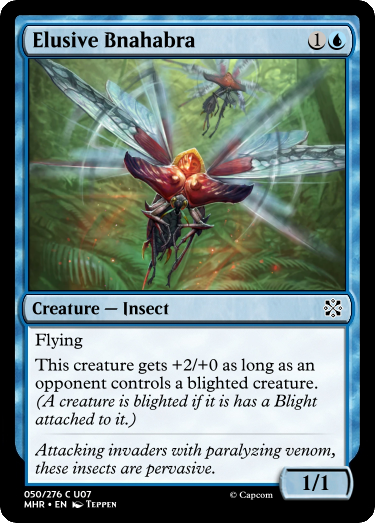 Elusive Bnahabra
1
Creature — Insect
Flying
This creature gets +2/+0 as long as an
opponent controls a blighted creature.
(A creature is blighted if it is has a Blight
attached to it.)
Attacking invaders with paralyzing venom,
these insects are pervasive.
1/1
050/276 C U07
MHR • EN TEPPEN
© Capcom